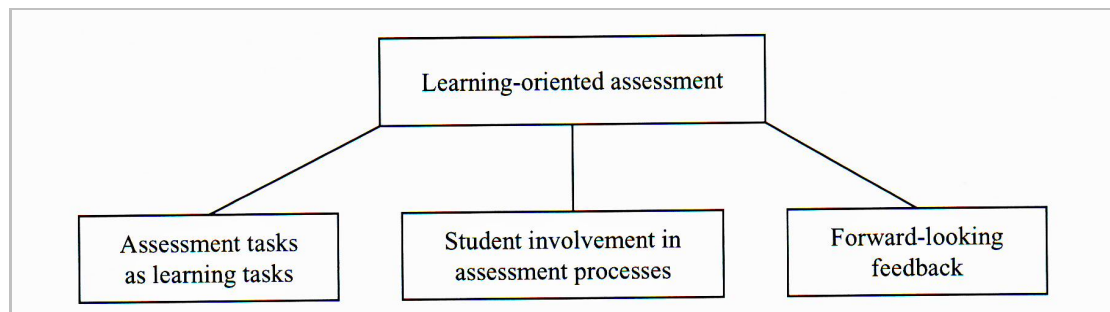 Learning-oriented assessment
Assessment tasks
as learning tasks
Student involvement in
assessment processes
Forward-looking
feedback